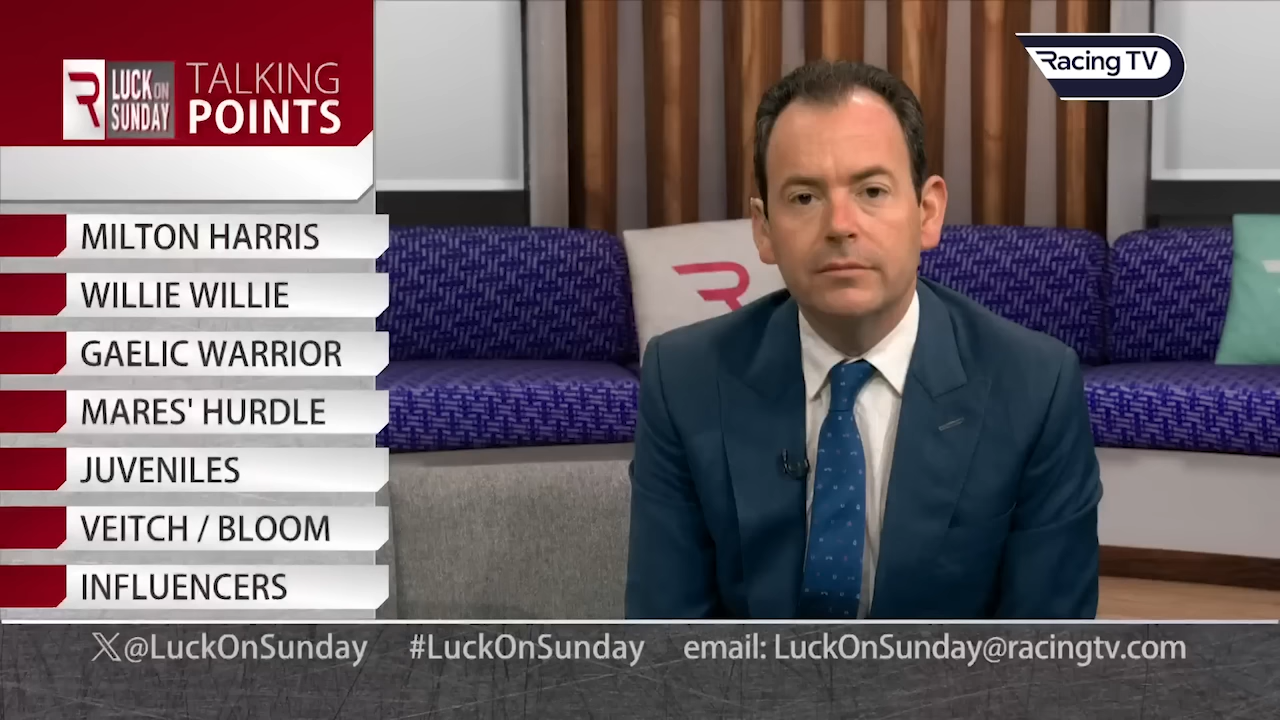 LUCK ON
SUNDAY
TALKING
POINTS
Racing TV
MILTON HARRIS
WILLIE WILLIE
GAELIC WARRIOR
MARES' HURDLE
JUVENILES
VEITCH / BLOOM
INFLUENCERS
X@LuckOnSunday #LuckOnSunday email: LuckOnSunday@racingtv.com